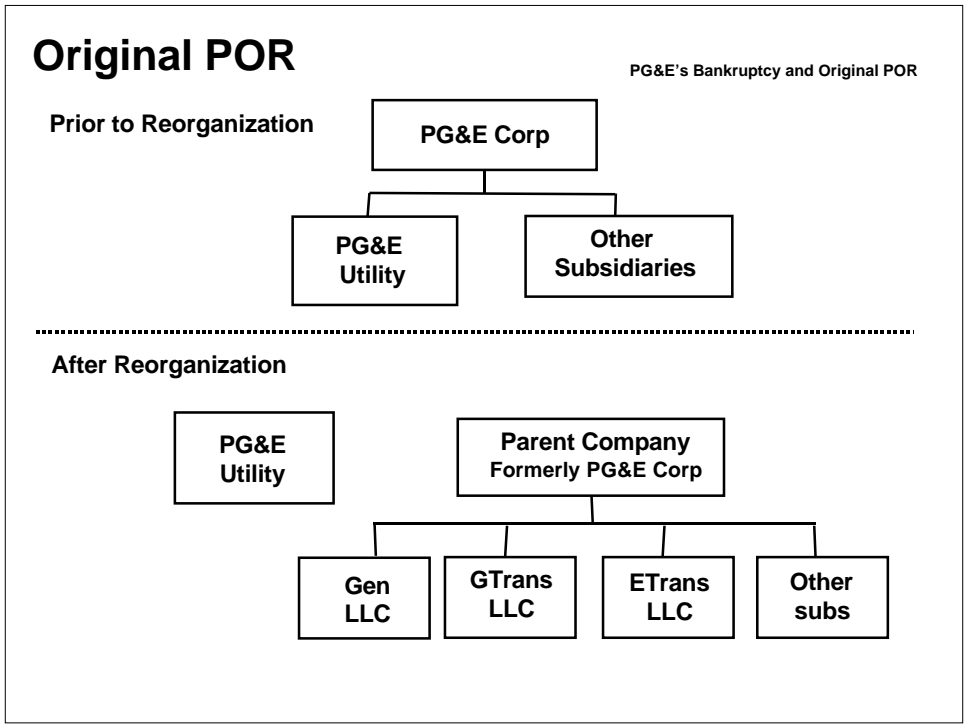 Original POR
PG&E's Bankruptcy and Original POR
Prior to Reorganization
PG&E Corp
PG&E
Utility
Other
Subsidiaries
After Reorganization
PG&E
Utility
Parent Company
Formerly PG&E Corp
Gen
LLC
GTrans
LLC
ETrans
LLC
Other
subs